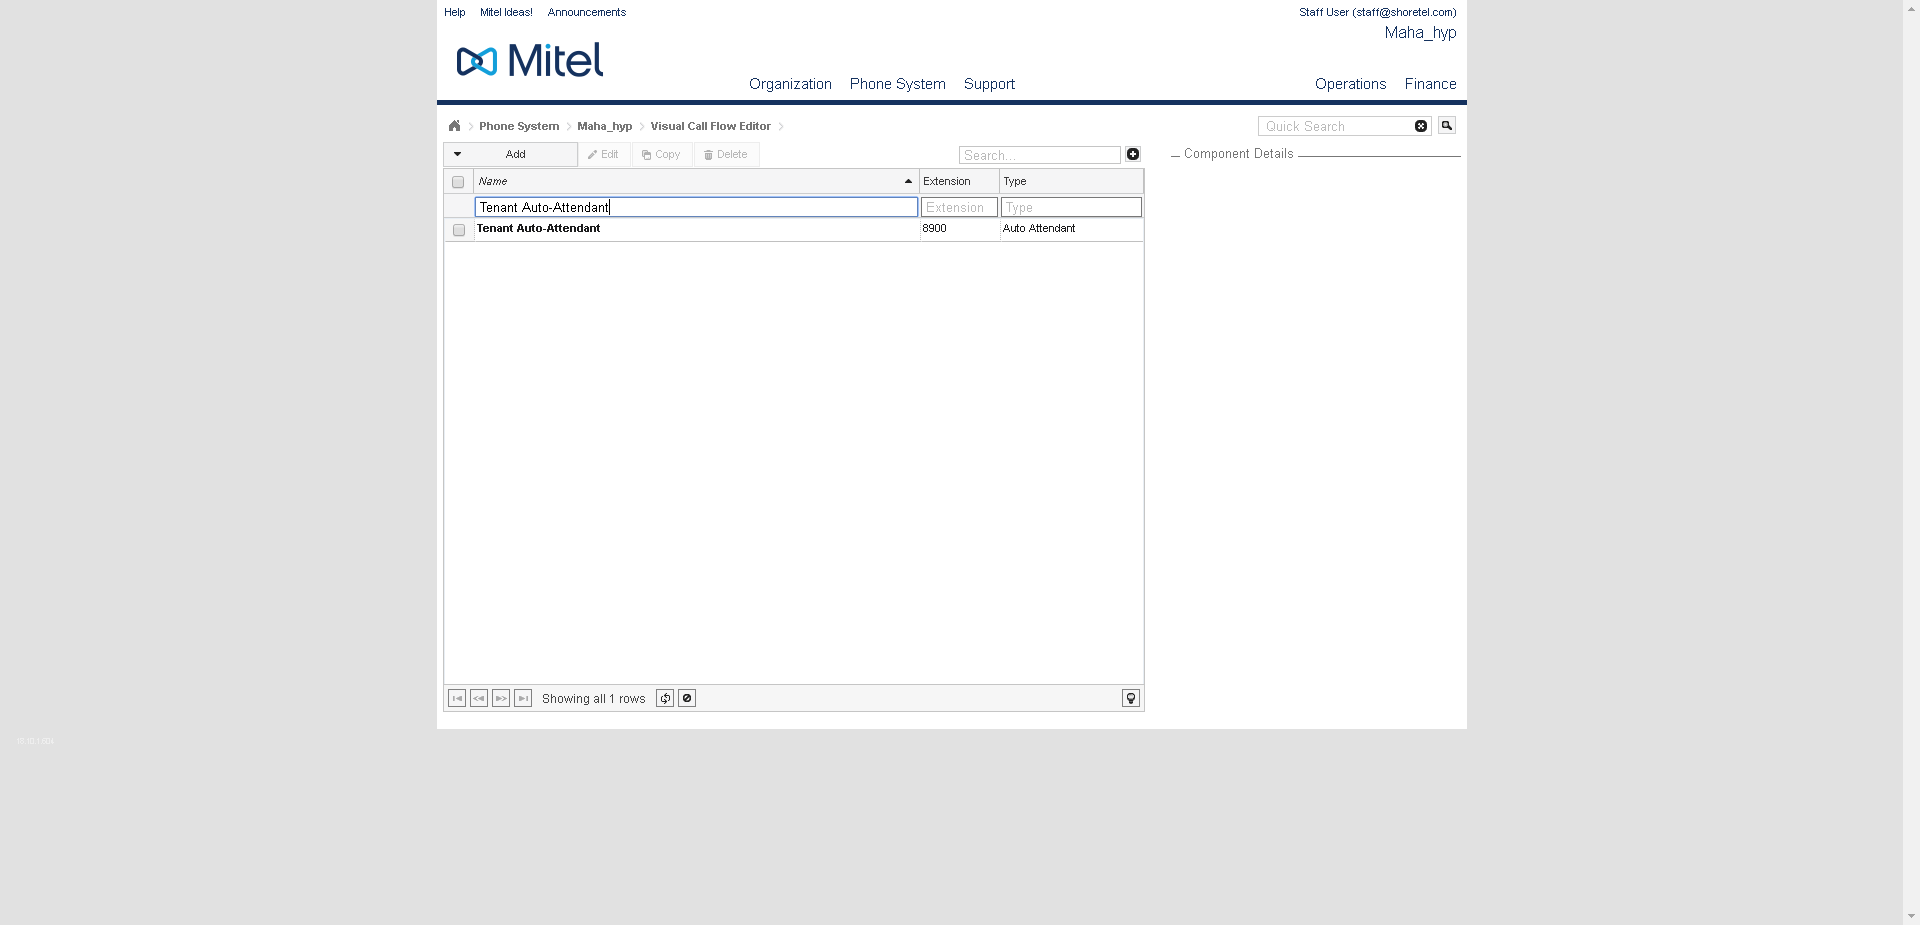 Help Mitel Ideas! Announcements Staff User (staff@shoretel.com)
Maha_hyp
Mitel
Organization Phone System Support Operations Finance
Phone System Maha_hyp Visual Call Flow Editor Quick Search
Add Edit Copy Delete Search... Component Details
Name Extension Type
Tenant Auto-Attendant Extension Type
Tenant Auto-Attendant 8900 Auto Attendant
Showing all 1 rows